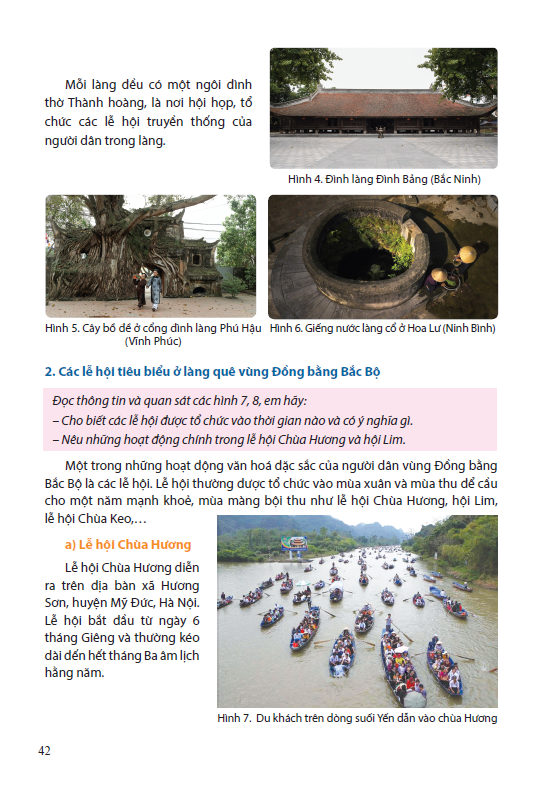 Mỗi làng đều có một ngôi đình
thờ Thành hoàng, là nơi hội họp, tổ
chức các lễ hội truyền thống của
người dân trong làng.
Hình 4. Đình làng Đình Bảng (Bắc Ninh)
Hình 5. Cây bồ đề ở cổng đình làng Phú Hậu
(Vĩnh Phúc)
Hình 6. Giếng nước làng cổ ở Hoa Lư (Ninh Bình)
2. Các lễ hội tiêu biểu ở làng quê vùng Đồng bằng Bắc Bộ
Đọc thông tin và quan sát các hình 7, 8, em hãy:
– Cho biết các lễ hội được tổ chức vào thời gian nào và có ý nghĩa gì.
– Nêu những hoạt động chính trong lễ hội Chùa Hương và hội Lim.
Một trong những hoạt động văn hoá đặc sắc của người dân vùng Đồng bằng
Bắc Bộ là các lễ hội. Lễ hội thường được tổ chức vào mùa xuân và mùa thu để cầu
cho một năm mạnh khoẻ, mùa màng bội thu như lễ hội Chùa Hương, hội Lim,
lễ hội Chùa Keo,…
a) Lễ hội Chùa Hương
Lễ hội Chùa Hương diễn
ra trên địa bàn xã Hương
Sơn, huyện Mỹ Đức, Hà Nội.
Lễ hội bắt đầu từ ngày 6
tháng Giêng và thường kéo
dài đến hết tháng Ba âm lịch
hằng năm.
Hình 7. Du khách trên dòng suối Yến dẫn vào chùa Hương
42